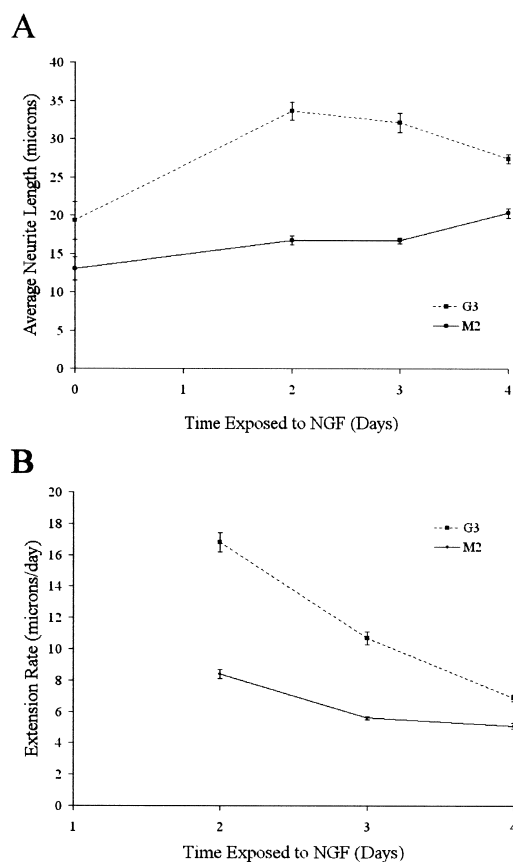 A
Average Neurite Length (microns)
40
35
30
25
20
15
10
5
0
G3
M2
0 1 2 3 4
Time Exposed to NGF (Days)
B
Extension Rate (microns/day)
20
18
16
14
12
10
8
6
4
2
0
G3
M2
1 2 3 4
Time Exposed to NGF (Days)